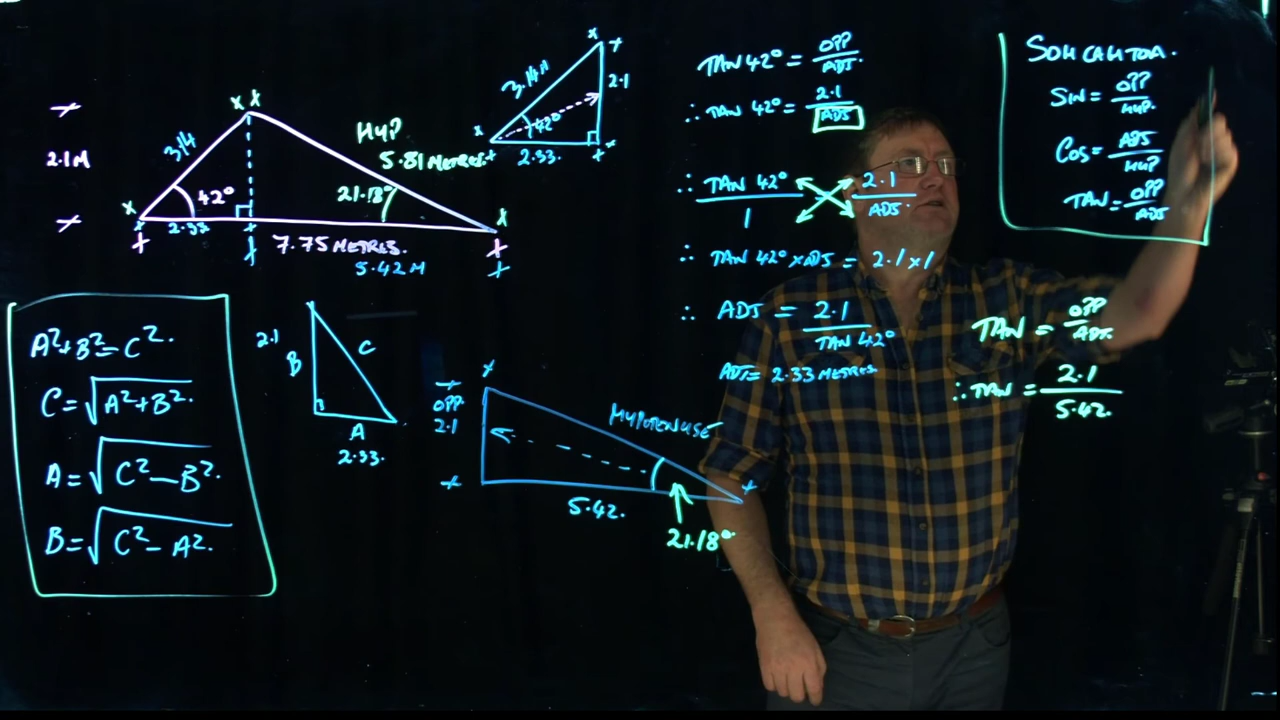 2.1M
3.14
42°
2.33
HYP
5.81 METRES
21.18°
7.75 METRES.
5.42M
3.14M
2.1
42°
2.33.
TAN 42° = OPP/ADJ.
∴ TAN 42° = 2.1/ADJ
∴ TAN 42°/1 2.1/ADJ.
∴ TAN 42° x ADJ = 2.1 x 1
∴ ADJ = 2.1/TAN 42°
ADJ = 2.33 METRES
SOH CAH TOA.
SIN = OPP/HYP.
COS = ADJ/HYP
TAN = OPP/ADJ
TAN = OPP/ADJ.
∴ TAN = 2.1/5.42.
A²+B²=C².
C=√A²+B².
A=√C²-B².
B=√C²-A².
2.1
B
C
A
2.33.
OPP
2.1
HYPOTENUSE
5.42.
21.18°